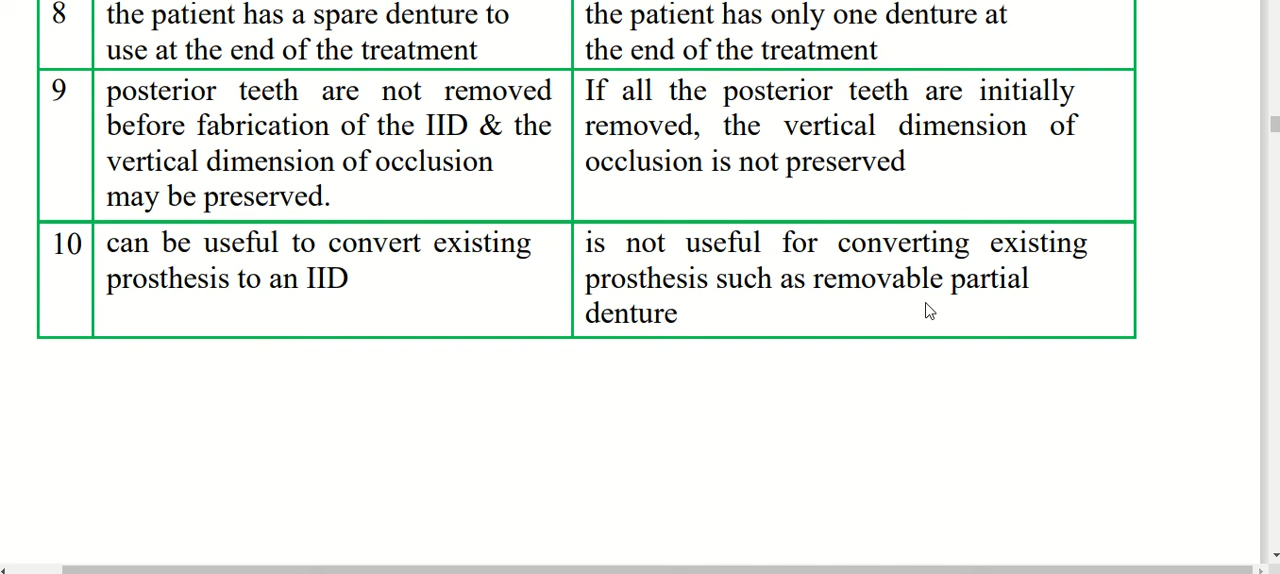 8
the patient has a spare denture to
use at the end of the treatment
the patient has only one denture at
the end of the treatment
9
posterior teeth are not removed
before fabrication of the IID & the
vertical dimension of occlusion
may be preserved.
If all the posterior teeth are initially
removed, the vertical dimension of
occlusion is not preserved
10
can be useful to convert existing
prosthesis to an IID
is not useful for converting existing
prosthesis such as removable partial
denture